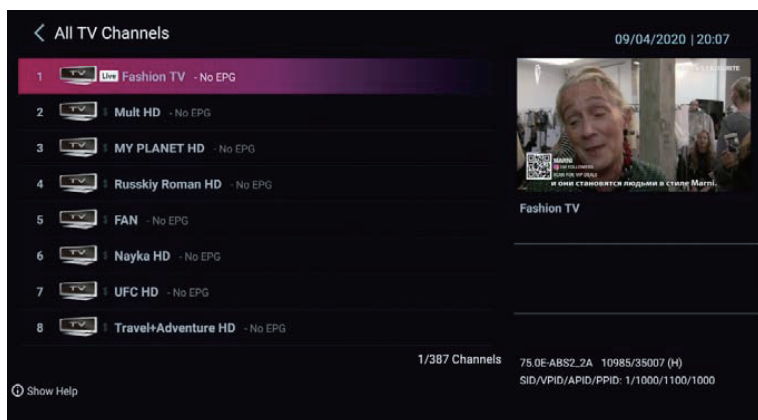 All TV Channels
09/04/2020 | 20:07
1 TV Live Fashion TV - No EPG
2 TV $ Mult HD - No EPG
3 TV $ MY PLANET HD - No EPG
4 TV $ Russkiy Roman HD - No EPG
5 TV $ FAN - No EPG
6 TV $ Nayka HD - No EPG
7 TV $ UFC HD - No EPG
8 TV $ Travel+Adventure HD - No EPG
1/387 Channels
Show Help
MARNI
SCAN FOR VIP DEALS
и они становятся людьми в стиле Marni.
Fashion TV
75.0E-ABS2_2A 10985/35007 (H)
SID/VPID/APID/PPID: 1/1000/1100/1000